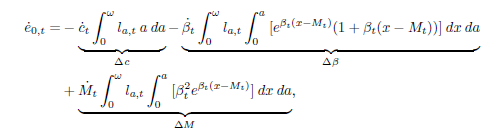 $\dot{e}_{0,t} = -\underbrace{\dot{c}_t \int_0^{\omega} l_{a,t}\, a\, da}_{\Delta c} - \underbrace{\dot{\beta}_t \int_0^{\omega} l_{a,t} \int_0^{a} \left[ e^{\beta_t(x-M_t)} (1+\beta_t(x-M_t)) \right] dx\, da}_{\Delta \beta}$
$+ \underbrace{\dot{M}_t \int_0^{\omega} l_{a,t} \int_0^{a} \left[ \beta_t^2 e^{\beta_t(x-M_t)} \right] dx\, da}_{\Delta M},$